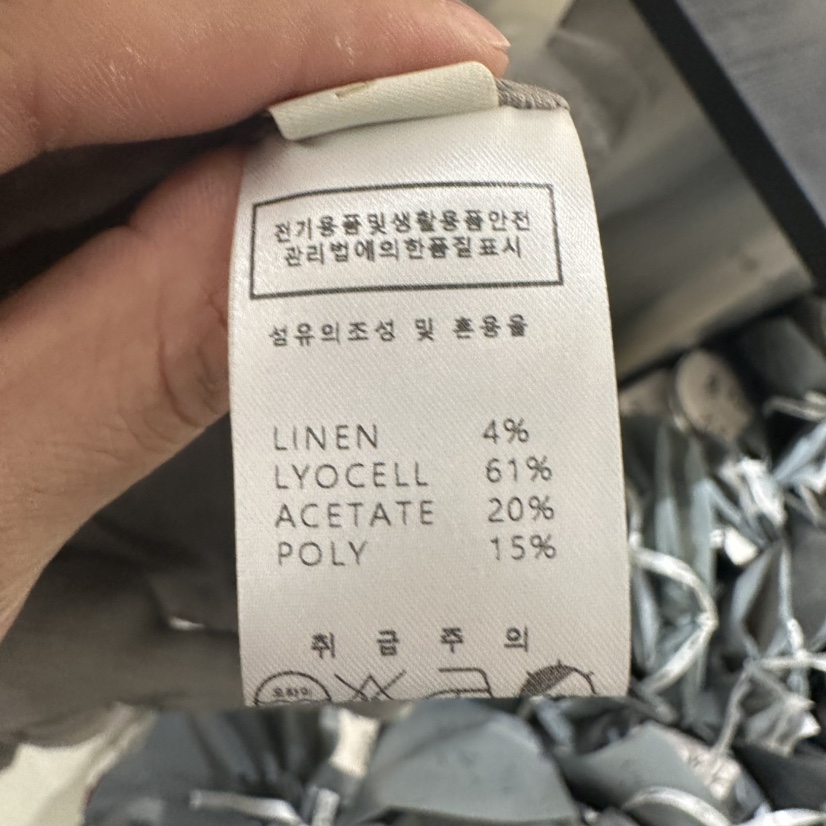 전기용품및생활용품안전
관리법에의한품질표시
섬유의조성 및 혼용율
LINEN 4%
LYOCELL 61%
ACETATE 20%
POLY 15%
취급주의